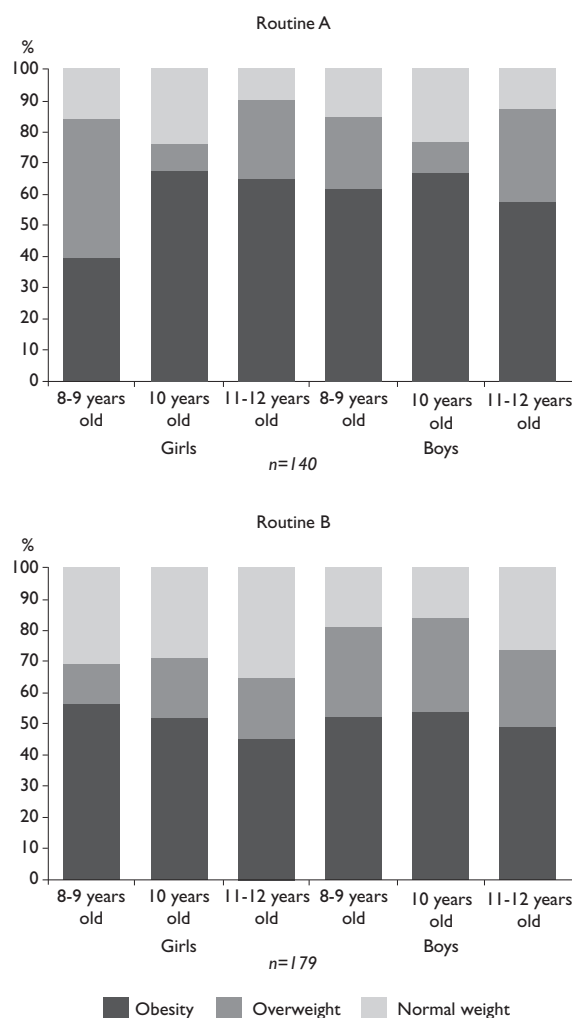 Routine A
%
100
90
80
70
60
50
40
30
20
10
0
8-9 years old
10 years old
11-12 years old
8-9 years old
10 years old
11-12 years old
Girls
Boys
n=140
Routine B
%
100
90
80
70
60
50
40
30
20
10
0
8-9 years old
10 years old
11-12 years old
8-9 years old
10 years old
11-12 years old
Girls
Boys
n=179
Obesity
Overweight
Normal weight